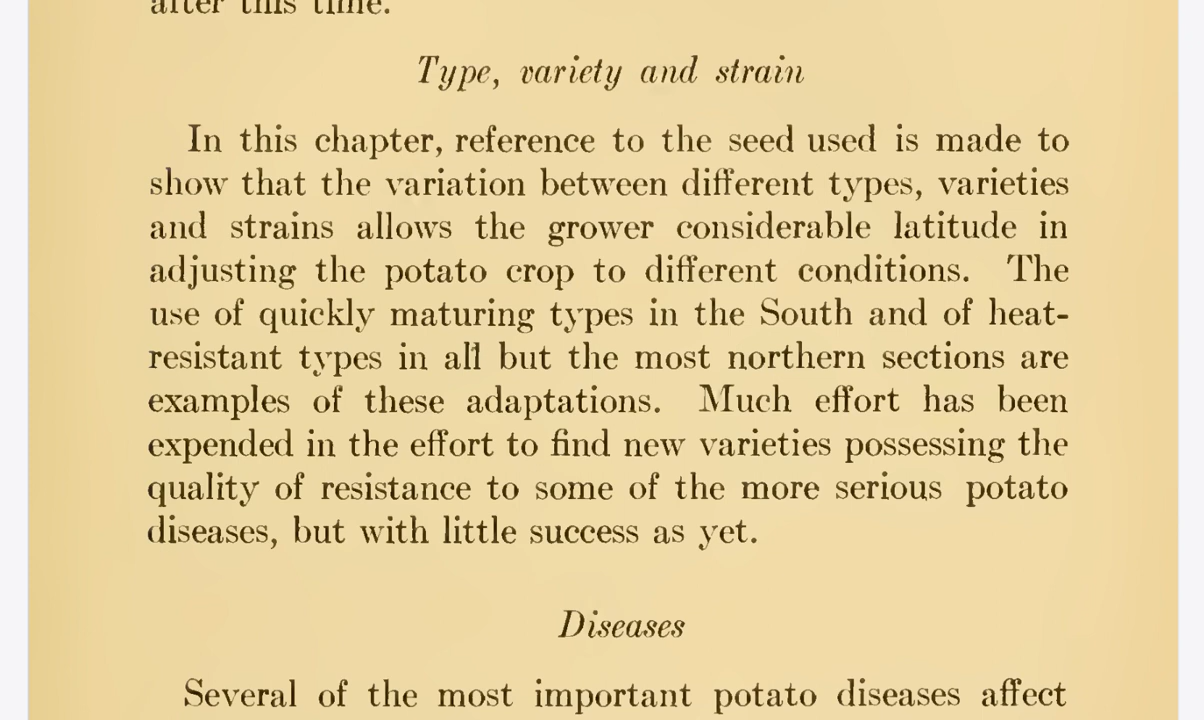 after this time.
Type, variety and strain
In this chapter, reference to the seed used is made to
show that the variation between different types, varieties
and strains allows the grower considerable latitude in
adjusting the potato crop to different conditions. The
use of quickly maturing types in the South and of heat-
resistant types in all but the most northern sections are
examples of these adaptations. Much effort has been
expended in the effort to find new varieties possessing the
quality of resistance to some of the more serious potato
diseases, but with little success as yet.
Diseases
Several of the most important potato diseases affect